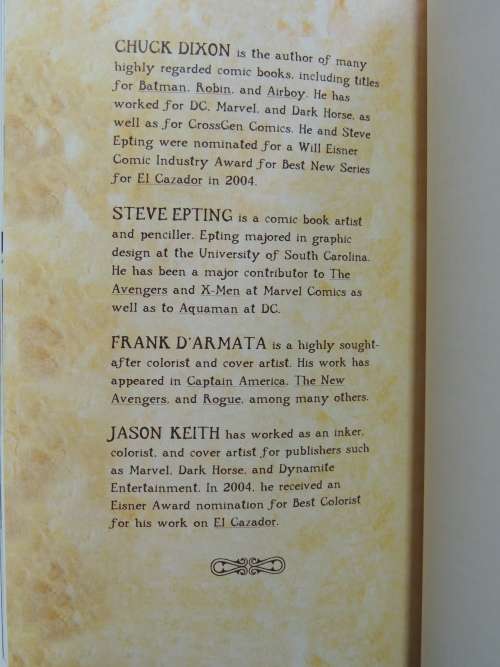 CHUCK DIXON is the author of many
highly regarded comic books, including titles
for Batman, Robin, and Airboy. He has
worked for DC, Marvel, and Dark Horse, as
well as for CrossGen Comics. He and Steve
Epting were nominated for a Will Eisner
Comic Industry Award for Best New Series
for El Cazador in 2004.
STEVE EPTING is a comic book artist
and penciller. Epting majored in graphic
design at the University of South Carolina.
He has been a major contributor to The
Avengers and X-Men at Marvel Comics as
well as to Aquaman at DC.
FRANK D'ARMATA is a highly sought-
after colorist and cover artist. His work has
appeared in Captain America, The New
Avengers, and Rogue, among many others.
JASON KEITH has worked as an inker,
colorist, and cover artist for publishers such
as Marvel, Dark Horse, and Dynamite
Entertainment. In 2004, he received an
Eisner Award nomination for Best Colorist
for his work on El Cazador.